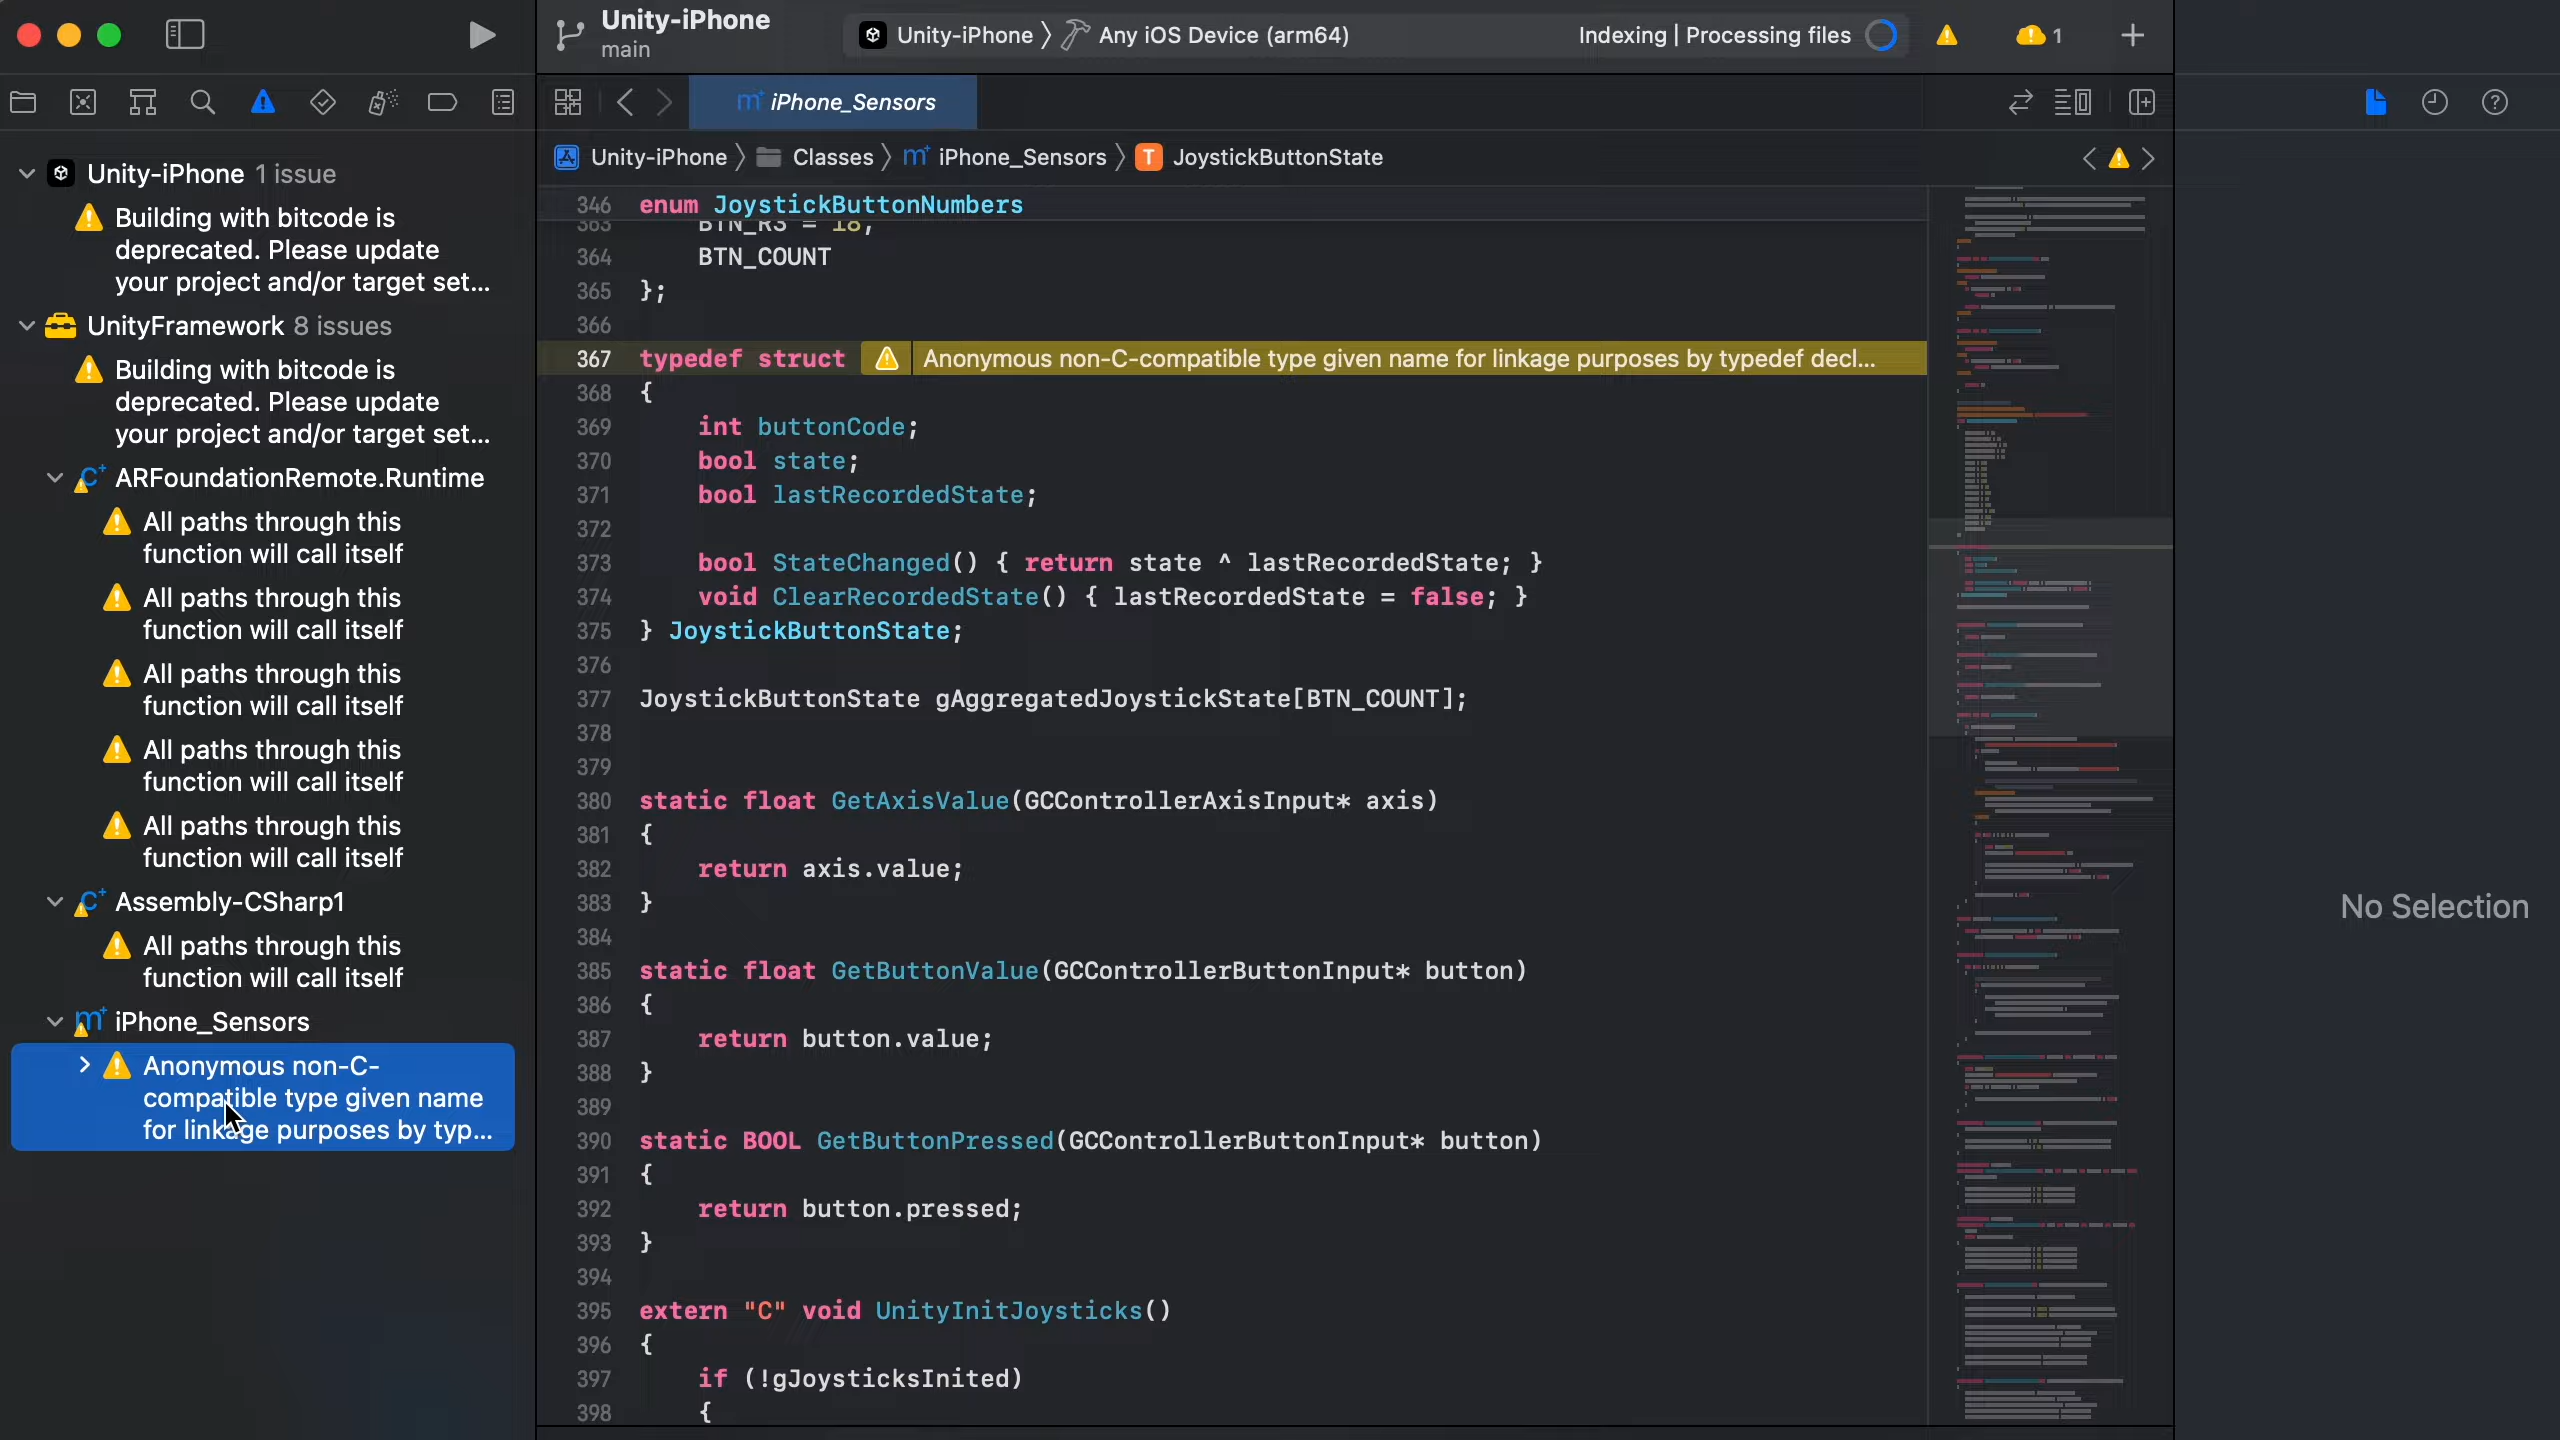 Unity-iPhone
main
Unity-iPhone
Any iOS Device (arm64)
Indexing | Processing files
1
iPhone_Sensors
Unity-iPhone
Classes
iPhone_Sensors
T
JoystickButtonState
Unity-iPhone 1 issue
Building with bitcode is
deprecated. Please update
your project and/or target set...
UnityFramework 8 issues
Building with bitcode is
deprecated. Please update
your project and/or target set...
ARFoundationRemote.Runtime
All paths through this
function will call itself
All paths through this
function will call itself
All paths through this
function will call itself
All paths through this
function will call itself
All paths through this
function will call itself
Assembly-CSharp1
All paths through this
function will call itself
iPhone_Sensors
Anonymous non-C-
compatible type given name
for linkage purposes by typ...
346 enum JoystickButtonNumbers
363 BTN_R3 = 18,
364 BTN_COUNT
365 };
366
367 typedef struct Anonymous non-C-compatible type given name for linkage purposes by typedef decl...
368 {
369 int buttonCode;
370 bool state;
371 bool lastRecordedState;
372
373 bool StateChanged() { return state ^ lastRecordedState; }
374 void ClearRecordedState() { lastRecordedState = false; }
375 } JoystickButtonState;
376
377 JoystickButtonState gAggregatedJoystickState[BTN_COUNT];
378
379
380 static float GetAxisValue(GCControllerAxisInput* axis)
381 {
382 return axis.value;
383 }
384
385 static float GetButtonValue(GCControllerButtonInput* button)
386 {
387 return button.value;
388 }
389
390 static BOOL GetButtonPressed(GCControllerButtonInput* button)
391 {
392 return button.pressed;
393 }
394
395 extern "C" void UnityInitJoysticks()
396 {
397 if (!gJoysticksInited)
398 {
No Selection